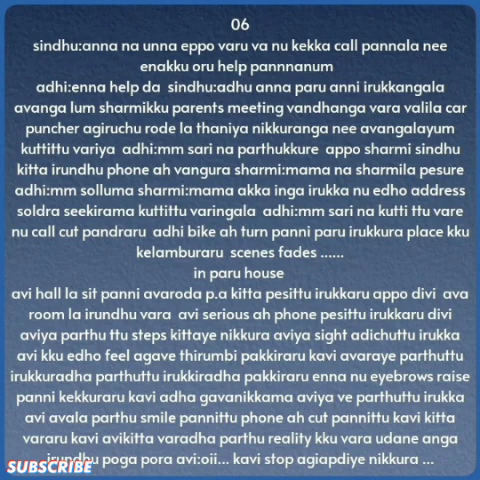 06
sindhu:anna na unna eppo varu va nu kekka call pannala nee
enakku oru help pannnanum
adhi:enna help da  sindhu:adhu anna paru anni irukkangala
avanga lum sharmikku parents meeting vandhanga vara valila car
puncher agiruchu rode la thaniya nikkuranga nee avangalayum
kuttittu variya  adhi:mm sari na parthukkure  appo sharmi sindhu
kitta irundhu phone ah vangura sharmi:mama na sharmila pesure
adhi:mm solluma sharmi:mama akka inga irukka nu edho address
soldra seekirama kuttittu varingala  adhi:mm sari na kutti ttu vare
nu call cut pandraru  adhi bike ah turn panni paru irukkura place kku
kelamburaru  scenes fades ......
in paru house
avi hall la sit panni avaroda p.a kitta pesittu irukkaru appo divi  ava
room la irundhu vara  avi serious ah phone pesittu irukkaru divi
aviya parthu ttu steps kittaye nikkura aviya sight adichuttu irukka
avi kku edho feel agave thirumbi pakkiraru kavi avaraye parthuttu
irukkuradha parthuttu irukkiradha pakkiraru enna nu eyebrows raise
panni kekkuraru kavi adha gavanikkama aviya ve parthuttu irukka
avi avala parthu smile pannittu phone ah cut pannittu kavi kitta
vararu kavi avikitta varadha parthu reality kku vara udane anga
irundhu poga pora avi:oii... kavi stop agiapdiye nikkura ...
SUBSCRIBE